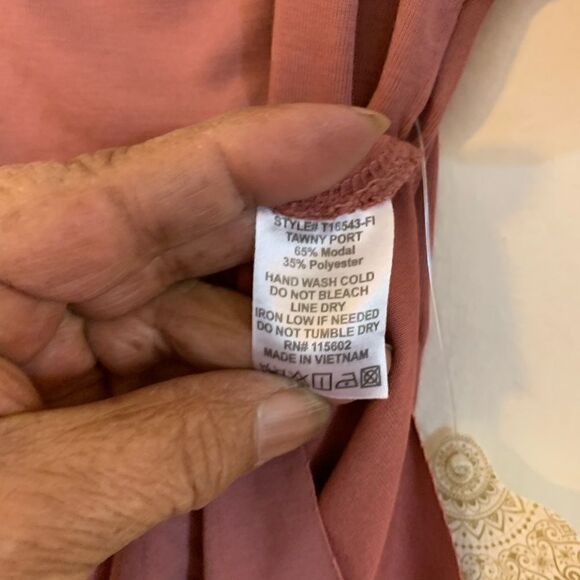 STYLE# T16543-FI
TAWNY PORT
65% Modal
35% Polyester
HAND WASH COLD
DO NOT BLEACH
LINE DRY
IRON LOW IF NEEDED
DO NOT TUMBLE DRY
RN# 115602
MADE IN VIETNAM